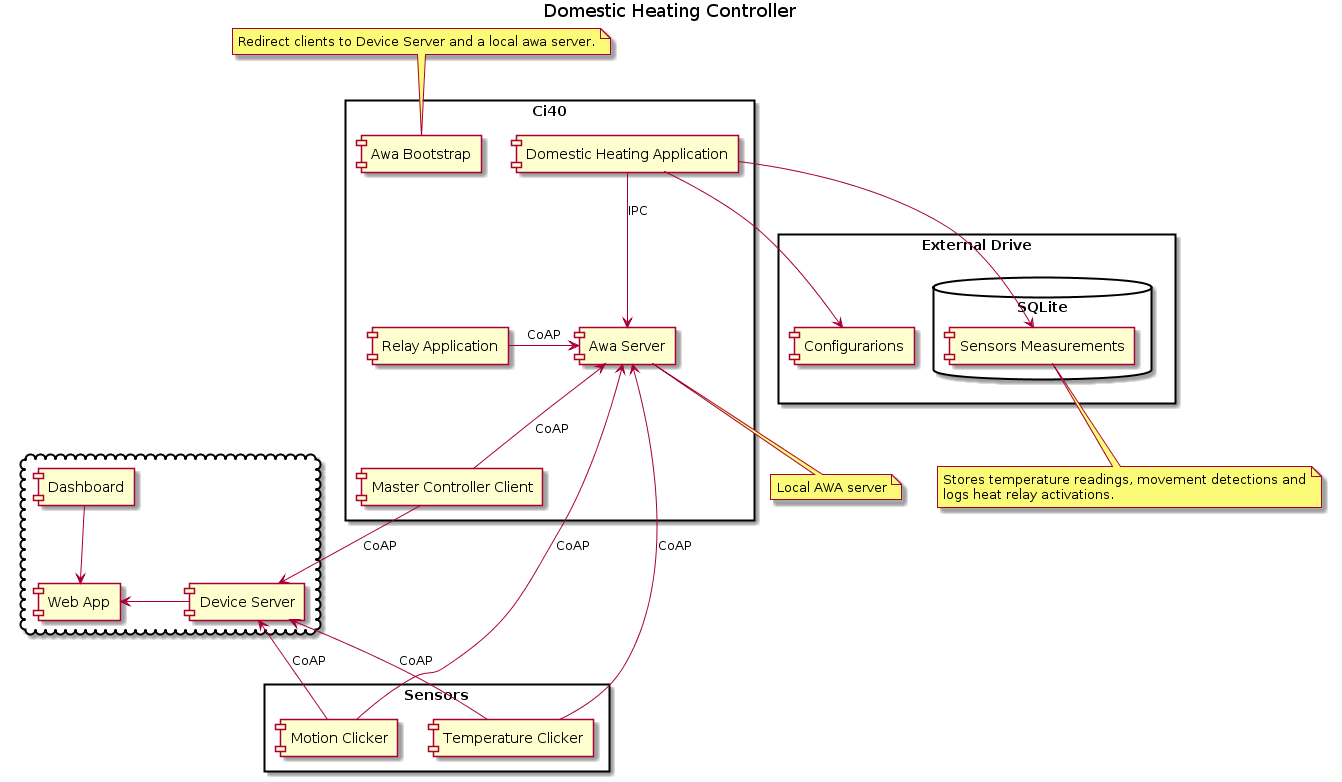 Domestic Heating Controller
Redirect clients to Device Server and a local awa server.
Ci40
Awa Bootstrap
Domestic Heating Application
IPC
External Drive
SQLite
Relay Application
CoAP
Awa Server
Configurarions
Sensors Measurements
CoAP
Dashboard
Master Controller Client
Local AWA server
Stores temperature readings, movement detections and
logs heat relay activations.
CoAP
CoAP
CoAP
Web App
Device Server
CoAP
CoAP
Sensors
Motion Clicker
Temperature Clicker